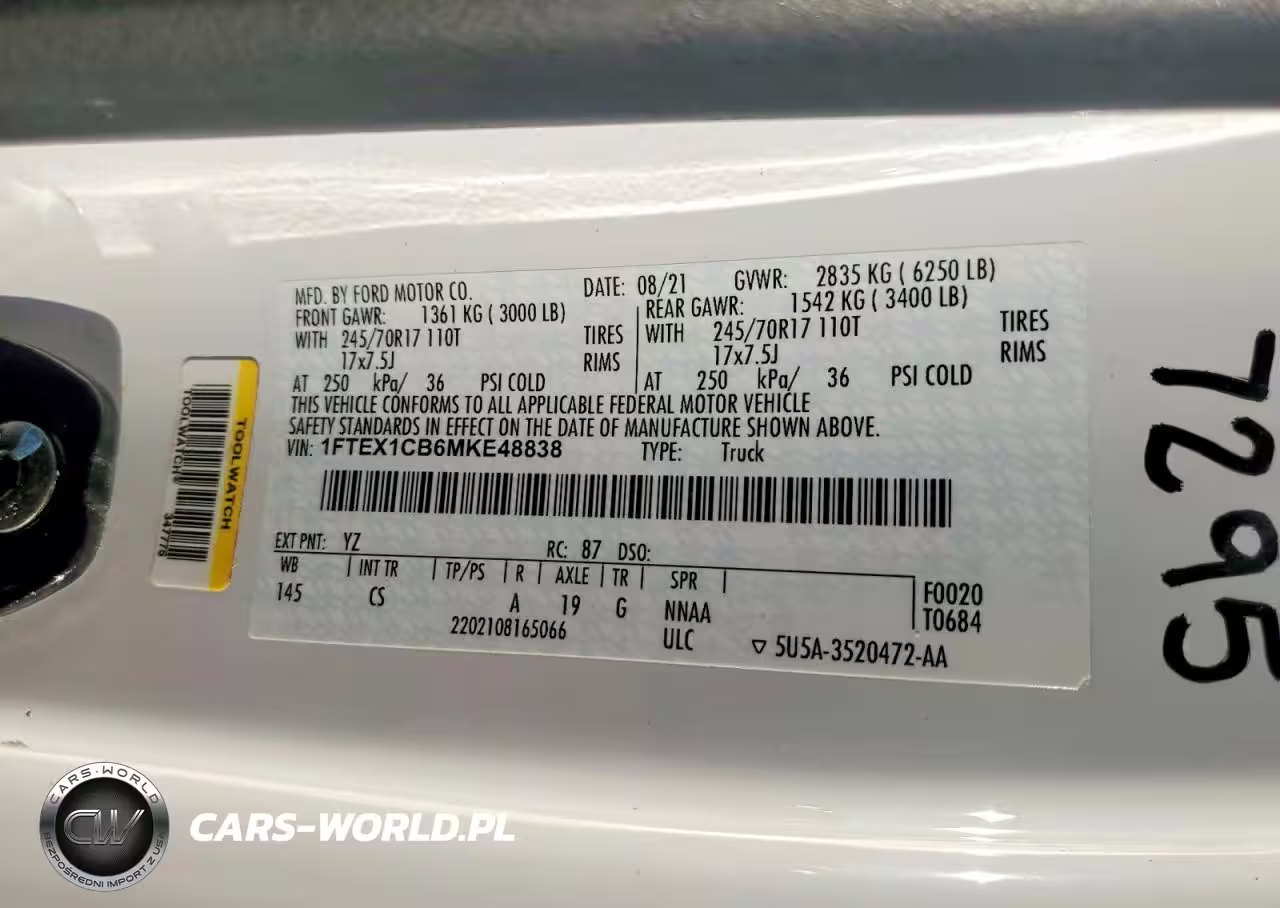 MFD. BY FORD MOTOR CO. DATE: 08/21 GVWR: 2835 KG ( 6250 LB)
FRONT GAWR: 1361 KG ( 3000 LB) REAR GAWR: 1542 KG ( 3400 LB)
WITH 245/70R17 110T TIRES WITH 245/70R17 110T TIRES
17x7.5J RIMS 17x7.5J RIMS
AT 250 kPa/ 36 PSI COLD AT 250 kPa/ 36 PSI COLD
THIS VEHICLE CONFORMS TO ALL APPLICABLE FEDERAL MOTOR VEHICLE
SAFETY STANDARDS IN EFFECT ON THE DATE OF MANUFACTURE SHOWN ABOVE.
VIN: 1FTEX1CB6MKE48838 TYPE: Truck
EXT PNT: YZ RC: 87 DSO:
WB INT TR TP/PS R AXLE TR SPR
145 CS A 19 G NNAA F0020
2202108165066 ULC T0684
▽ 5U5A-3520472-AA
TOOLWATCH
TOOLWATCH® 347776
7295
CARS-WORLD
CW
BEZPOŚREDNI IMPORT Z USA
CARS-WORLD.PL